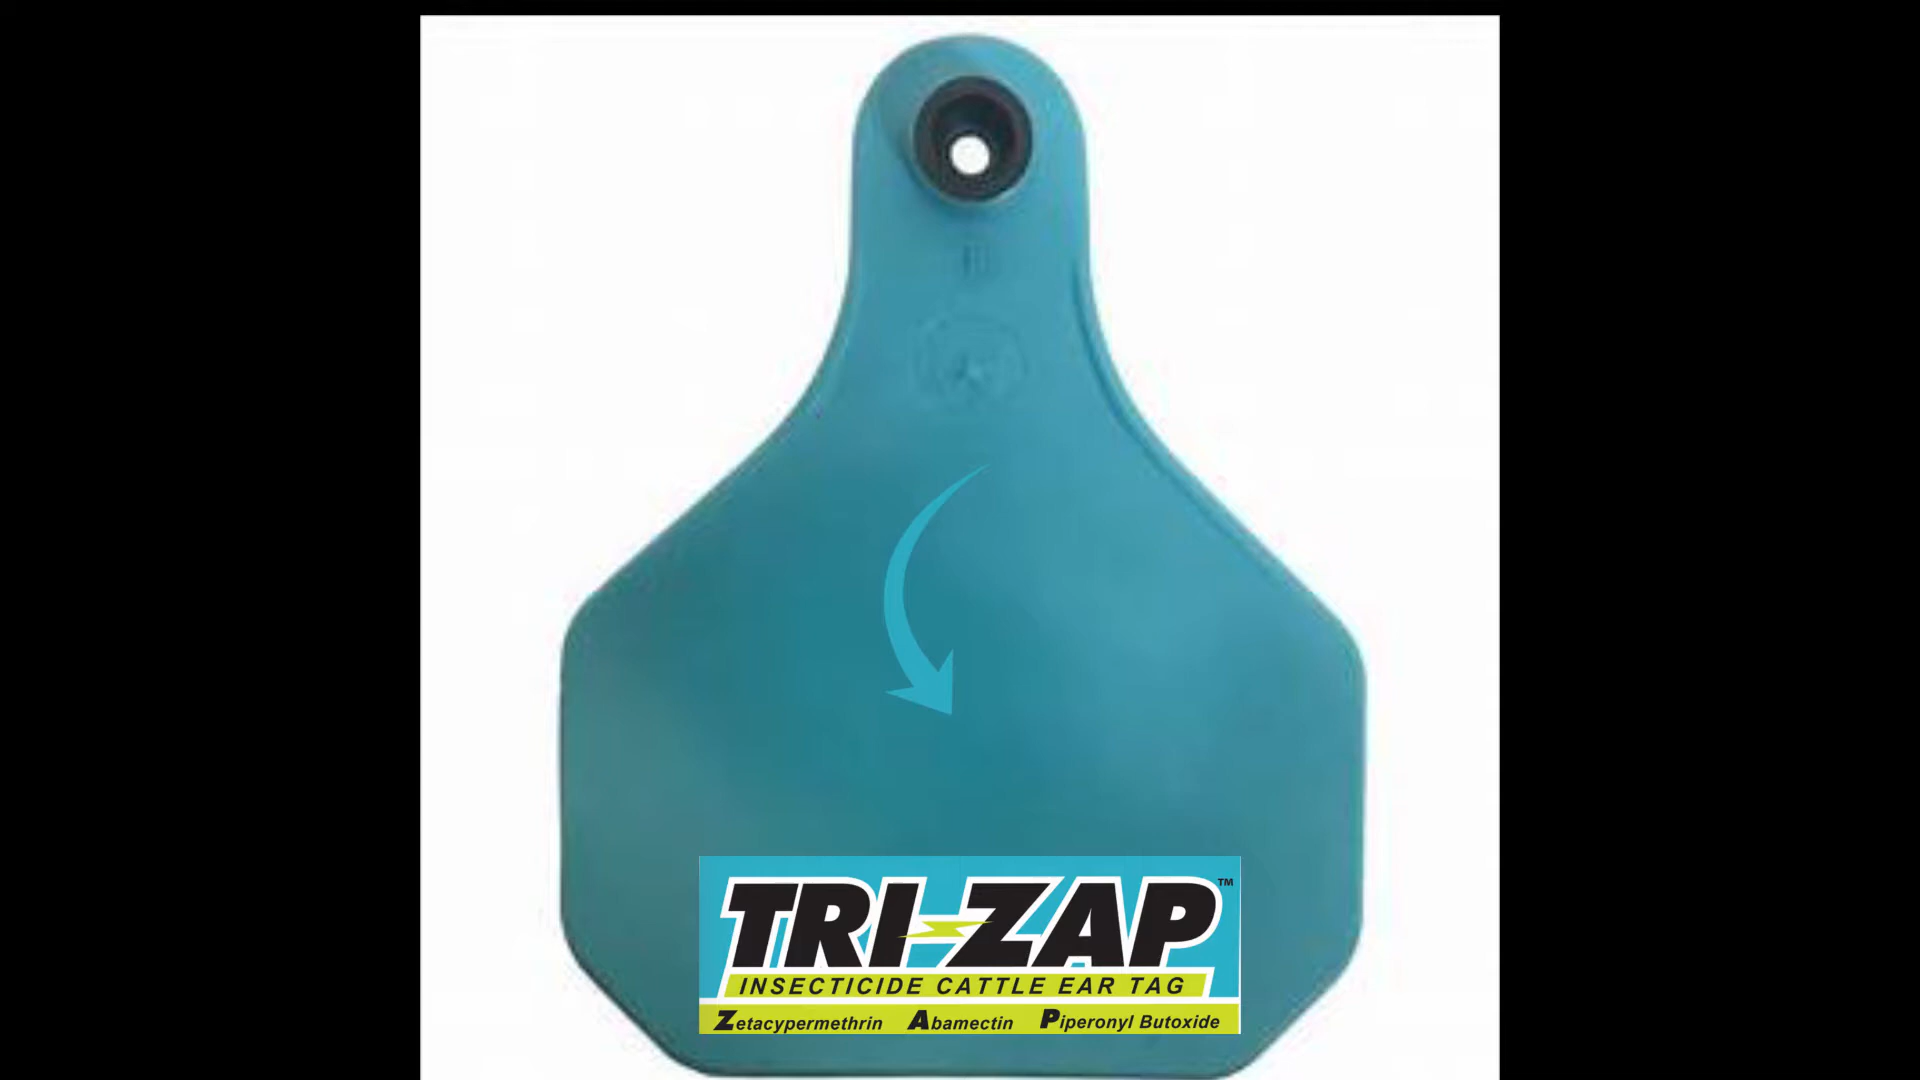 TRI-ZAP™
INSECTICIDE CATTLE EAR TAG
Zetacypermethrin Abamectin Piperonyl Butoxide